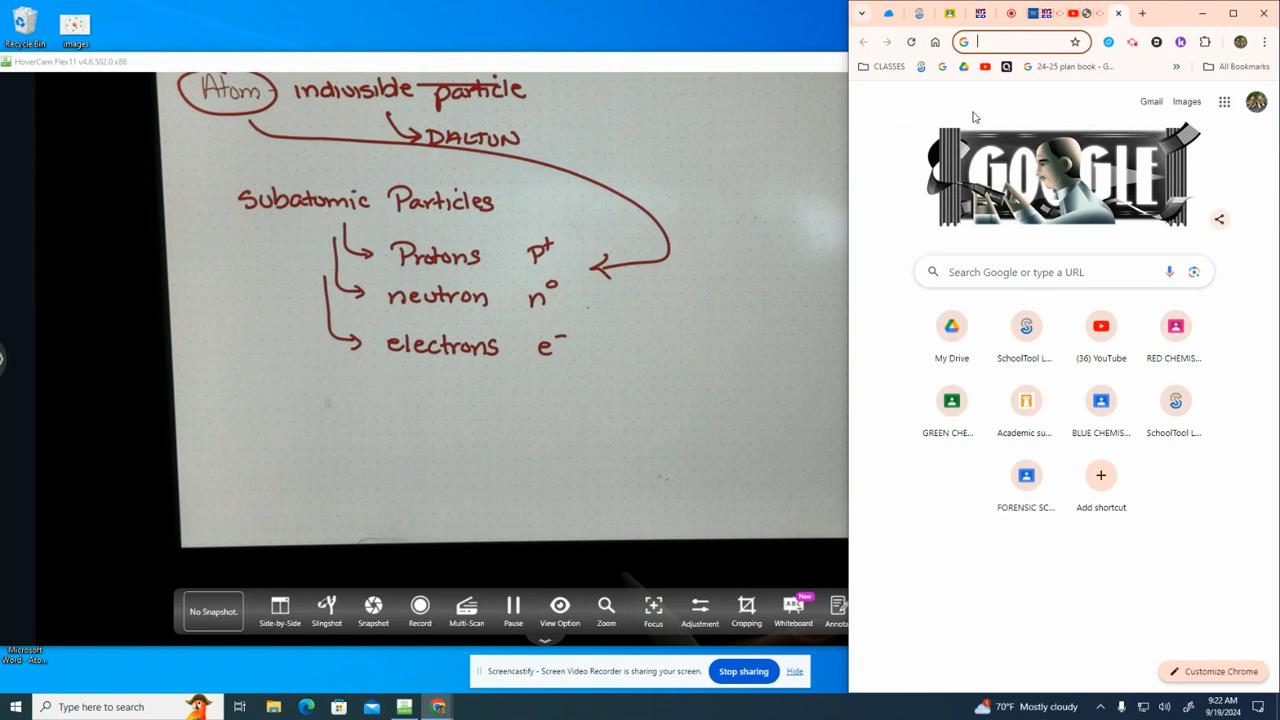 Recycle Bin
images
HoverCam Flex11 v4.6.502.0 x86
Atom - indivisible particle
DALTON
Subatomic Particles
Protons p+
neutron n°
electrons e⁻
No Snapshot.
Side-by-Side
Slingshot
Snapshot
Record
Multi-Scan
Pause
View Option
Zoom
Focus
Adjustment
Cropping
New
ABC
Whiteboard
Annota
Microsoft
Word - Ato...
Screencastify - Screen Video Recorder is sharing your screen.
Stop sharing
Hide
CLASSES
24-25 plan book - G...
All Bookmarks
Gmail
Images
GOOGLE
Search Google or type a URL
My Drive
SchoolTool L...
(36) YouTube
RED CHEMIS...
GREEN CHE...
Academic su...
BLUE CHEMIS...
SchoolTool L...
FORENSIC SC...
Add shortcut
Customize Chrome
Type here to search
70°F Mostly cloudy
9:22 AM
9/19/2024